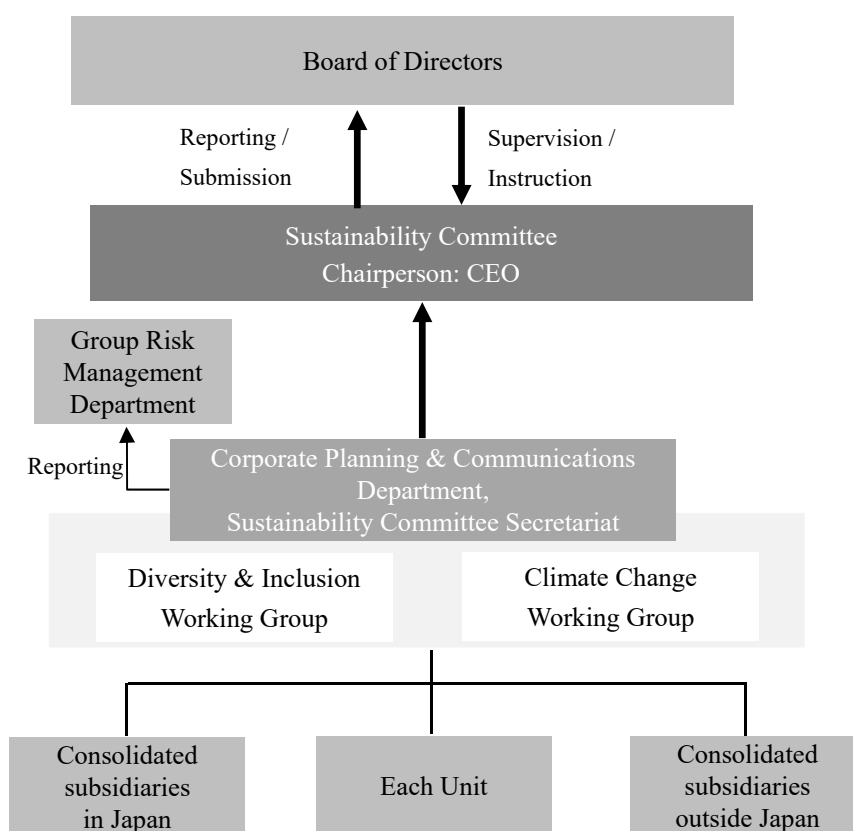 Board of Directors
Reporting /
Submission
Supervision /
Instruction
Sustainability Committee
Chairperson: CEO
Group Risk
Management
Department
Reporting
Corporate Planning & Communications
Department,
Sustainability Committee Secretariat
Diversity & Inclusion
Working Group
Climate Change
Working Group
Consolidated
subsidiaries
in Japan
Each Unit
Consolidated
subsidiaries
outside Japan